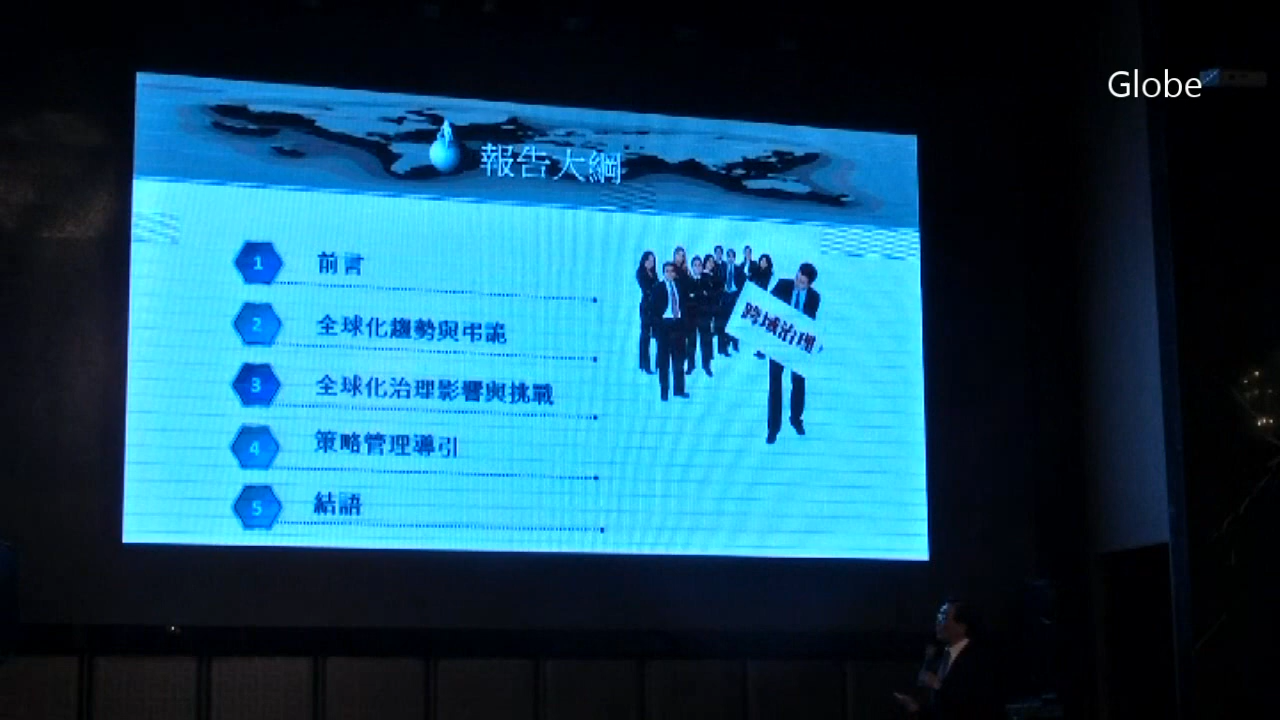 Globe
報告大綱
1 前言
2 全球化趨勢與弔詭
3 全球化治理影響與挑戰
4 策略管理導引
5 結語
跨域治理